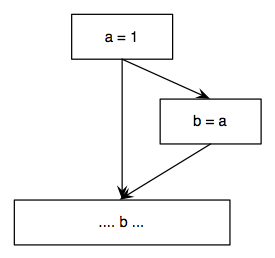 a = 1
b = a
.... b ...